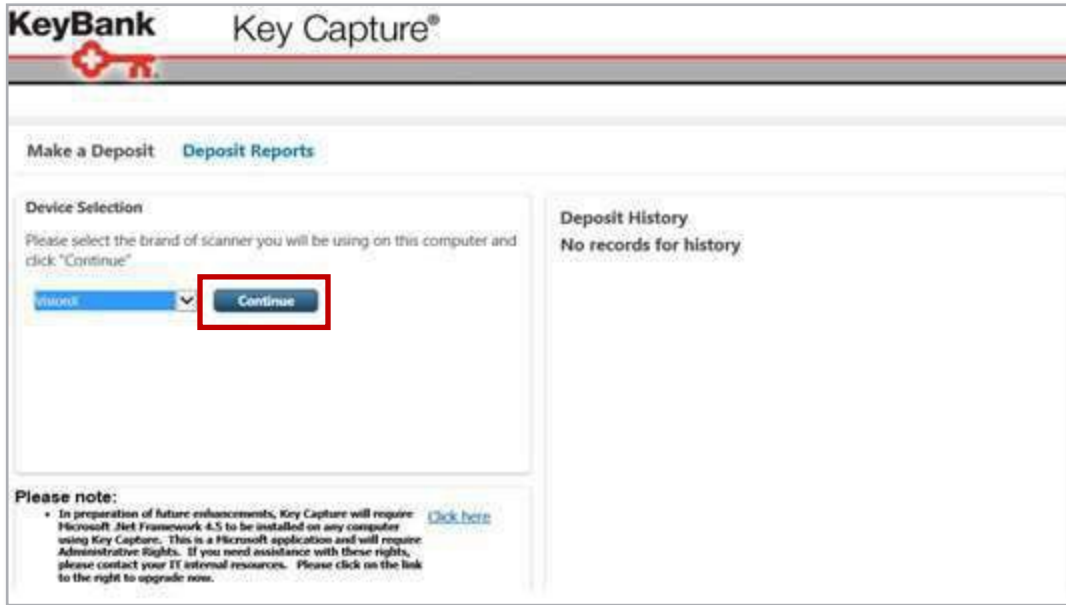 KeyBank
Key Capture®
Make a Deposit Deposit Reports
Device Selection
Please select the brand of scanner you will be using on this computer and
click "Continue"
VisionX Continue
Deposit History
No records for history
Please note:
• In preparation of future enhancements, Key Capture will require
Microsoft .Net Framework 4.5 to be installed on any computer
using Key Capture. This is a Microsoft application and will require
Administrative Rights. If you need assistance with these rights,
please contact your IT internal resources. Please click on the link
to the right to upgrade now.
Click here